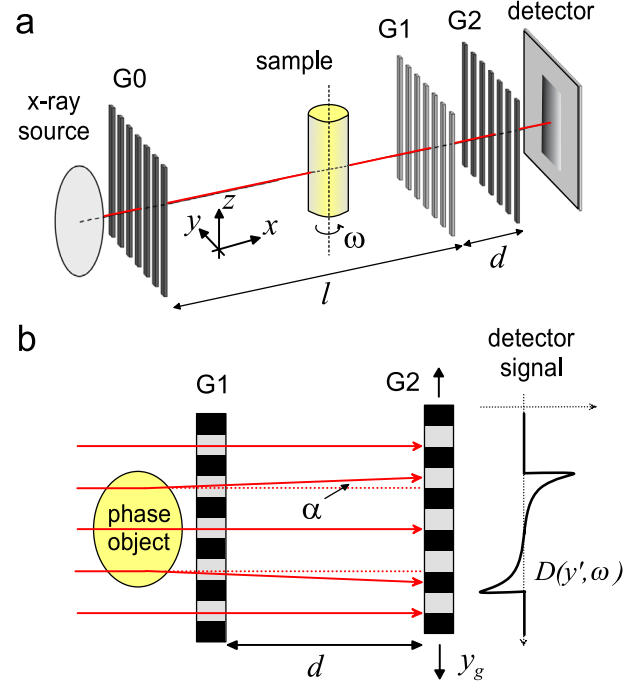 a
detector
G2
G1
sample
G0
x-ray
source
z
y
x
ω
d
l
b
detector
signal
G1
G2
α
phase
object
D(y′,ω)
d
y_g